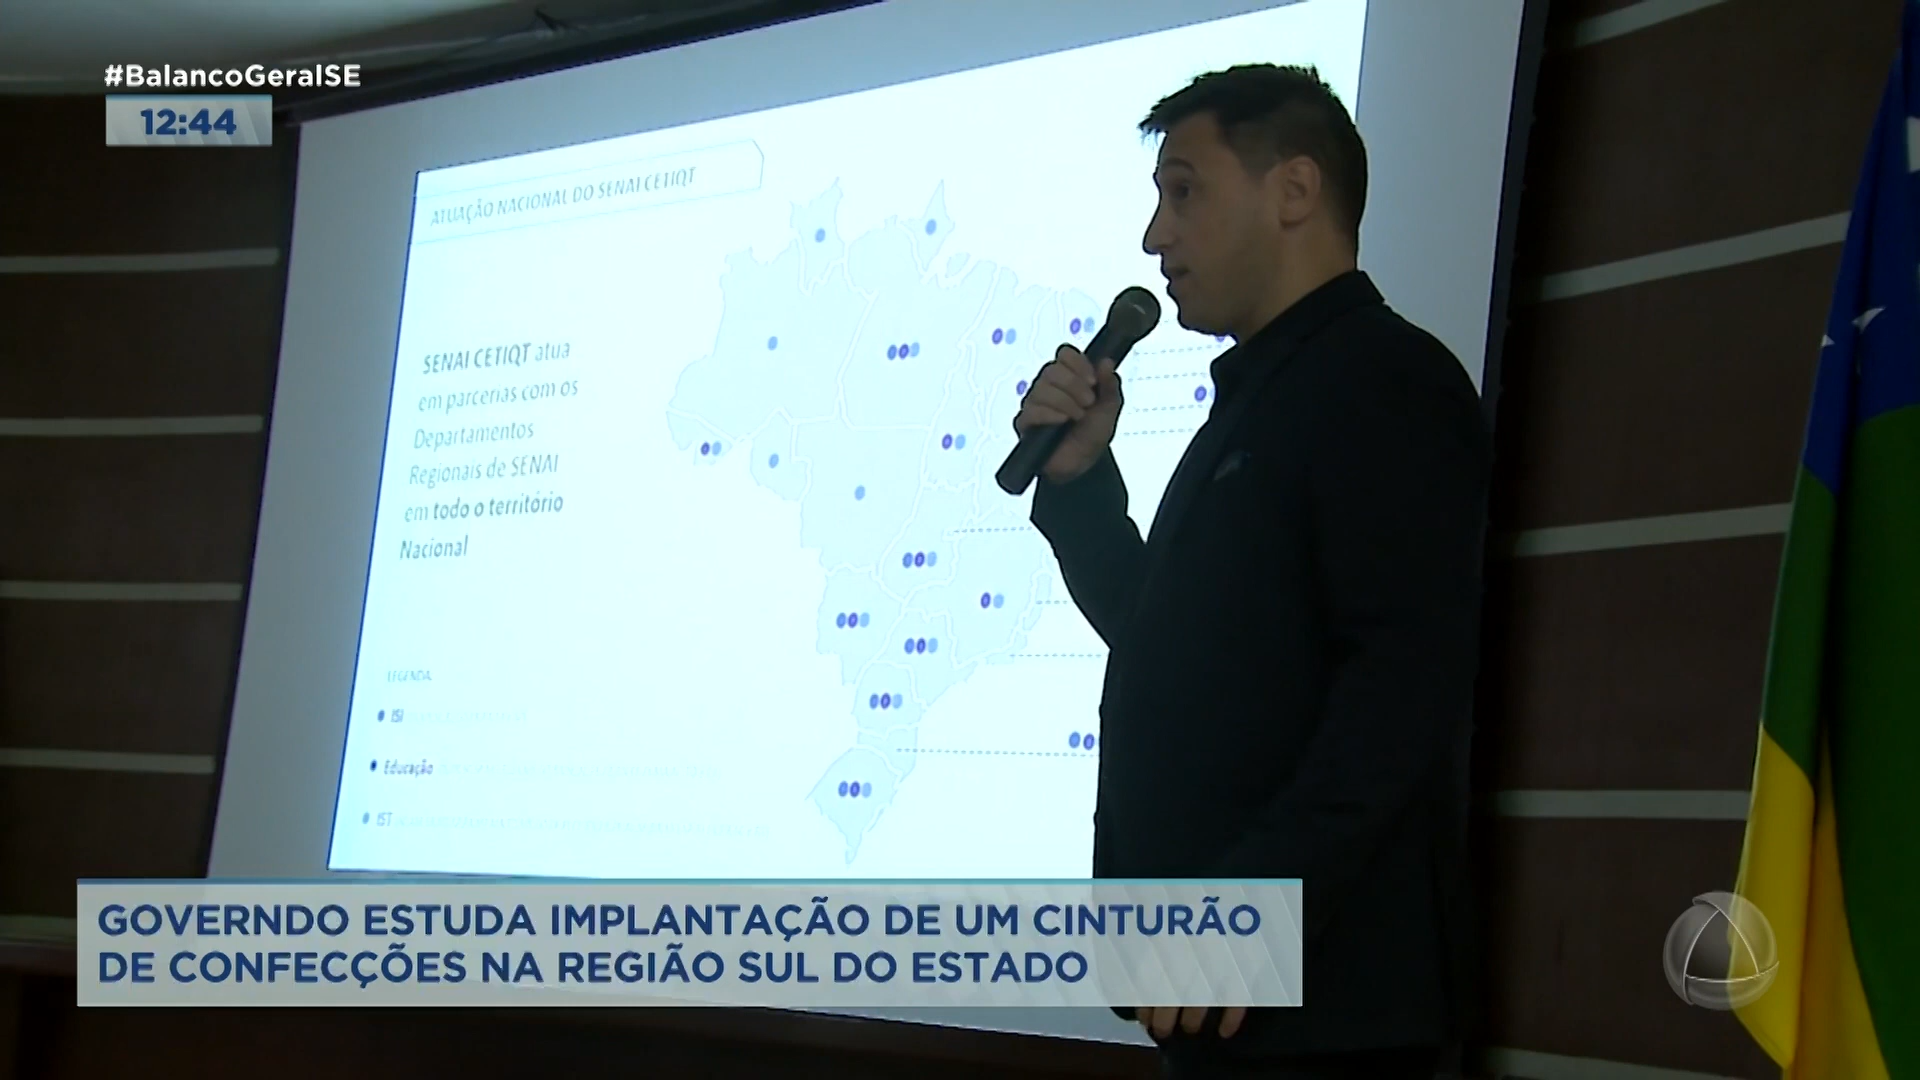 #BalancoGeralSE
12:44
ATUAÇÃO NACIONAL DO SENAI CETIQT
SENAI CETIQT atua
em parcerias com os
Departamentos
Regionais de SENAI
em todo o território
Nacional
LEGENDA
ISI
Educação
IST
GOVERNDO ESTUDA IMPLANTAÇÃO DE UM CINTURÃO
DE CONFECÇÕES NA REGIÃO SUL DO ESTADO